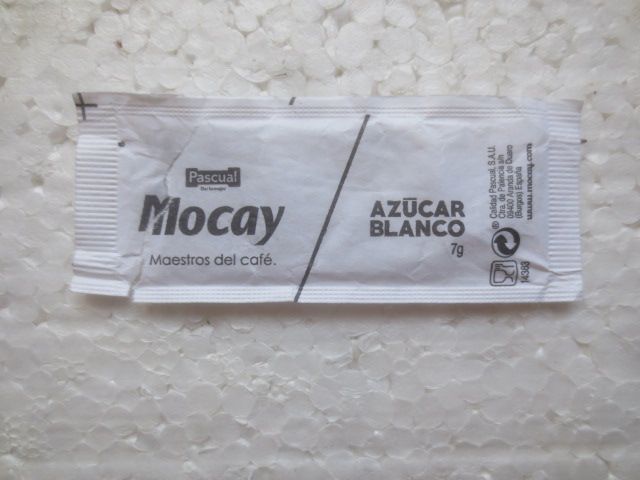 Pascual
Mocay
Maestros del café.
AZÚCAR
BLANCO
7g
® Calidad Pascual, S.A.U.
Ctra. de Palencia s/n
09400 Aranda de Duero
(Burgos) España
www.mocay.com
14383